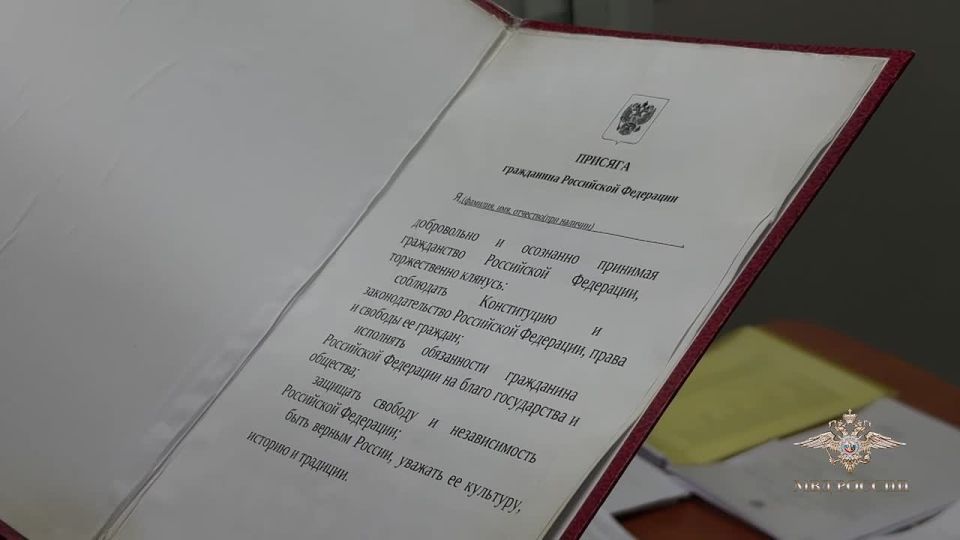 ПРИСЯГА
гражданина Российской Федерации
Я,(фамилия, имя, отчество(при наличии)
добровольно и осознанно принимая
гражданство Российской Федерации,
торжественно клянусь:
соблюдать Конституцию и
законодательство Российской Федерации, права
и свободы ее граждан;
исполнять обязанности гражданина
Российской Федерации на благо государства и
общества;
защищать свободу и независимость
Российской Федерации;
быть верным России, уважать ее культуру,
историю и традиции.
МВД РОССИИ